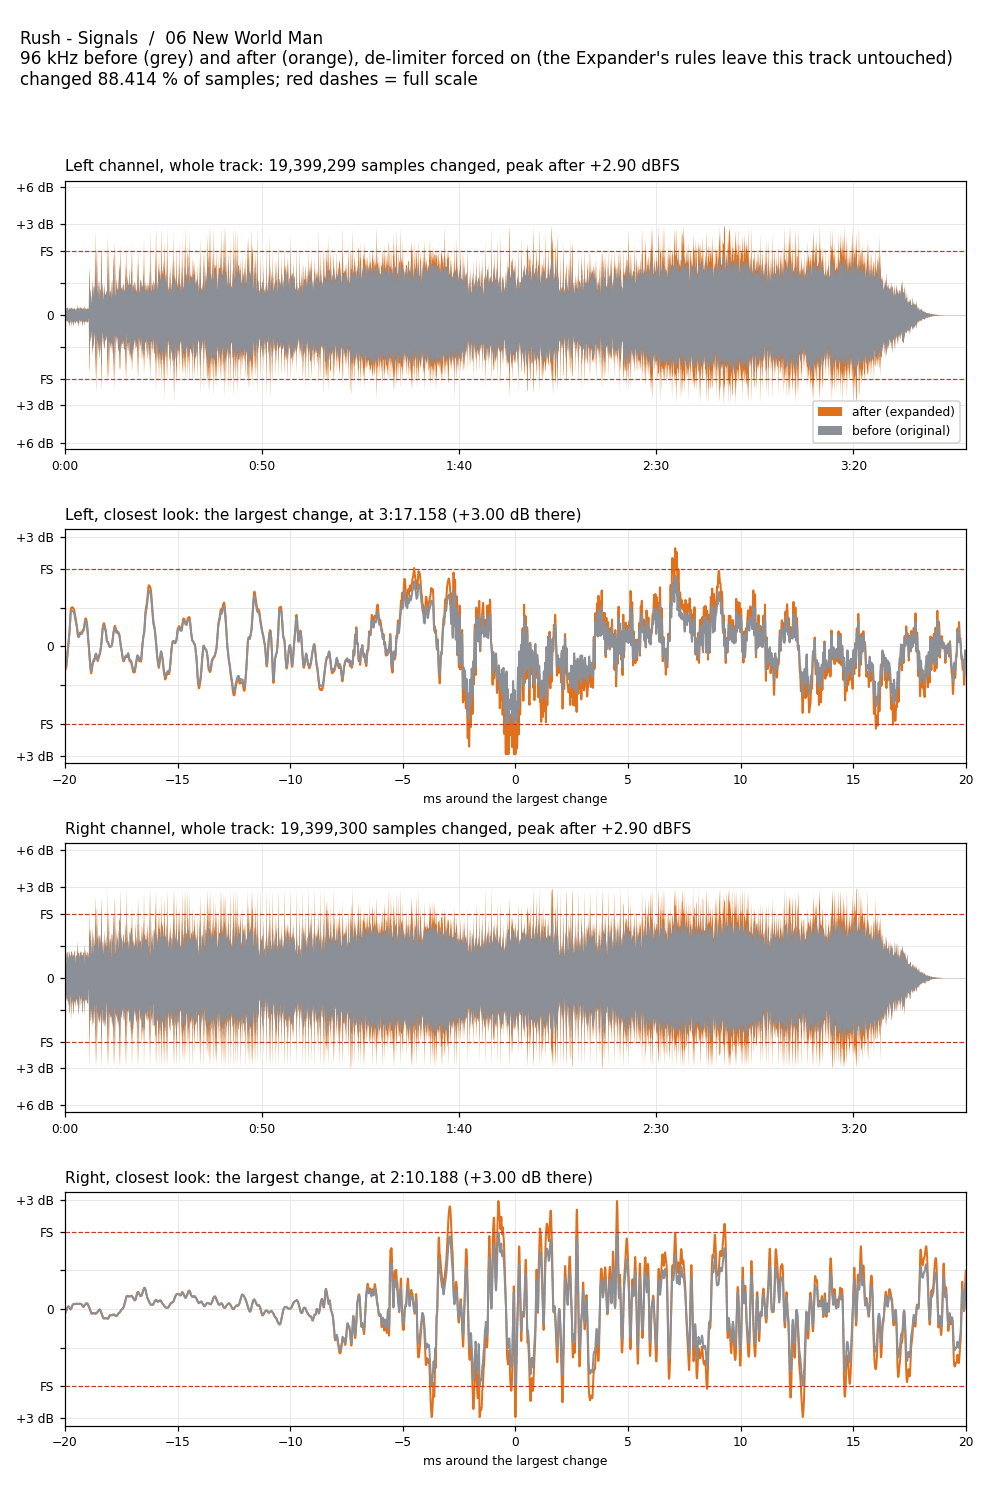 Rush - Signals  /  06 New World Man
96 kHz before (grey) and after (orange), de-limiter forced on (the Expander's rules leave this track untouched)
changed 88.414 % of samples; red dashes = full scale
Left channel, whole track: 19,399,299 samples changed, peak after +2.90 dBFS
+6 dB
+3 dB
FS
0
FS
+3 dB
+6 dB
after (expanded)
before (original)
0:00 0:50 1:40 2:30 3:20
Left, closest look: the largest change, at 3:17.158 (+3.00 dB there)
+3 dB
FS
0
FS
+3 dB
−20 −15 −10 −5 0 5 10 15 20
ms around the largest change
Right channel, whole track: 19,399,300 samples changed, peak after +2.90 dBFS
+6 dB
+3 dB
FS
0
FS
+3 dB
+6 dB
0:00 0:50 1:40 2:30 3:20
Right, closest look: the largest change, at 2:10.188 (+3.00 dB there)
+3 dB
FS
0
FS
+3 dB
−20 −15 −10 −5 0 5 10 15 20
ms around the largest change